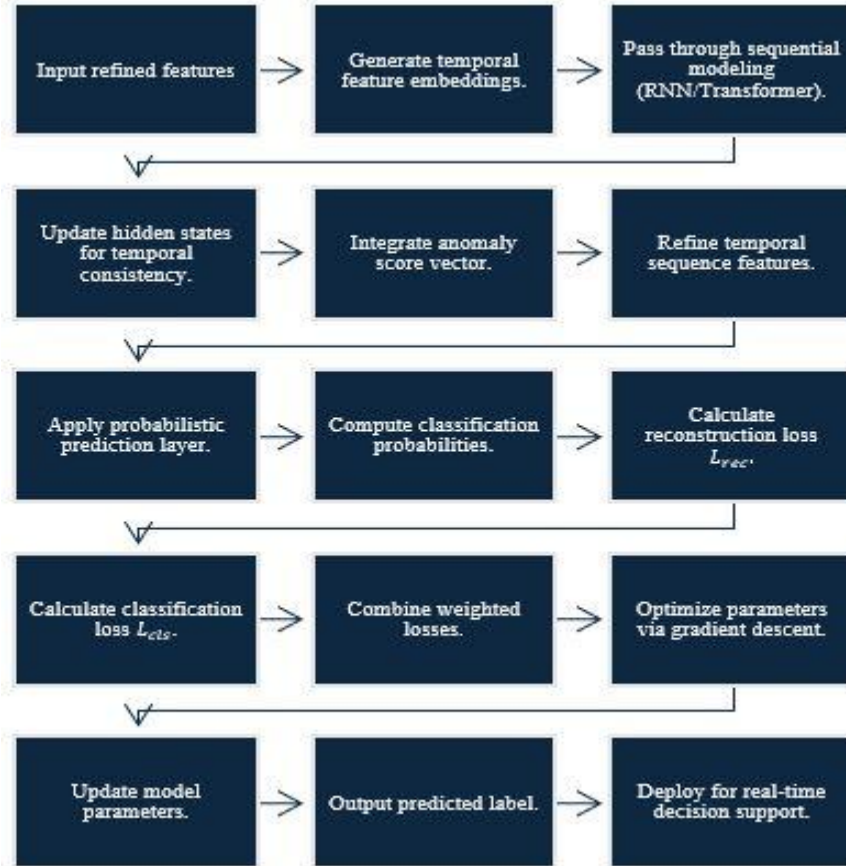 Input refined features
Generate temporal
feature embeddings.
Pass through sequential
modeling
(RNN/Transformer).
Update hidden states
for temporal
consistency.
Integrate anomaly
score vector.
Refine temporal
sequence features.
Apply probabilistic
prediction layer.
Compute classification
probabilities.
Calculate
reconstruction loss
L_rec.
Calculate classification
loss L_cls.
Combine weighted
losses.
Optimize parameters
via gradient descent.
Update model
parameters.
Output predicted label.
Deploy for real-time
decision support.